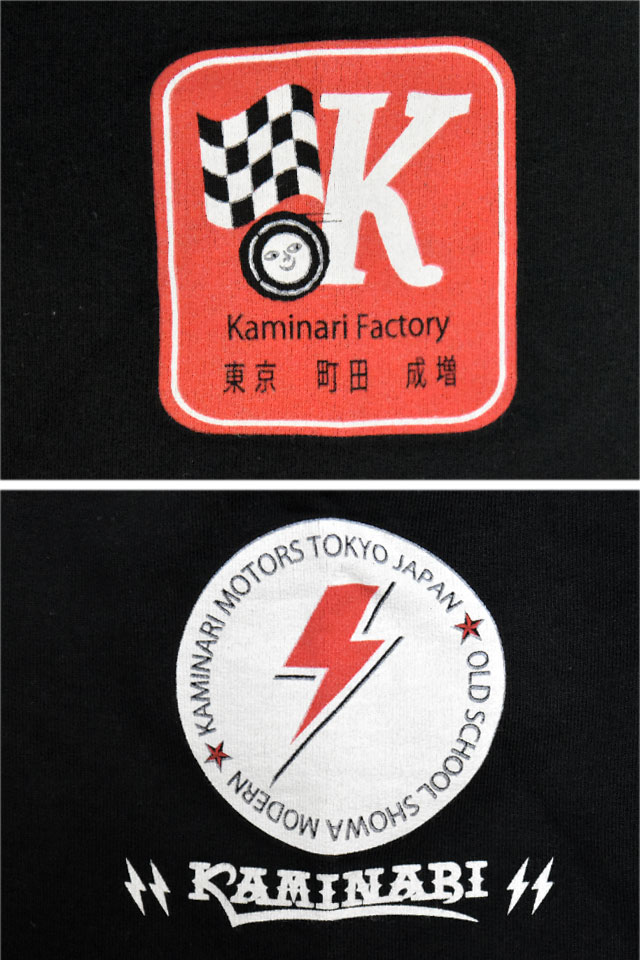 K
Kaminari Factory
東京 町田 成増
KAMINARI MOTORS TOKYO JAPAN
OLD SCHOOL SHOWA MODERN
KAMINARI